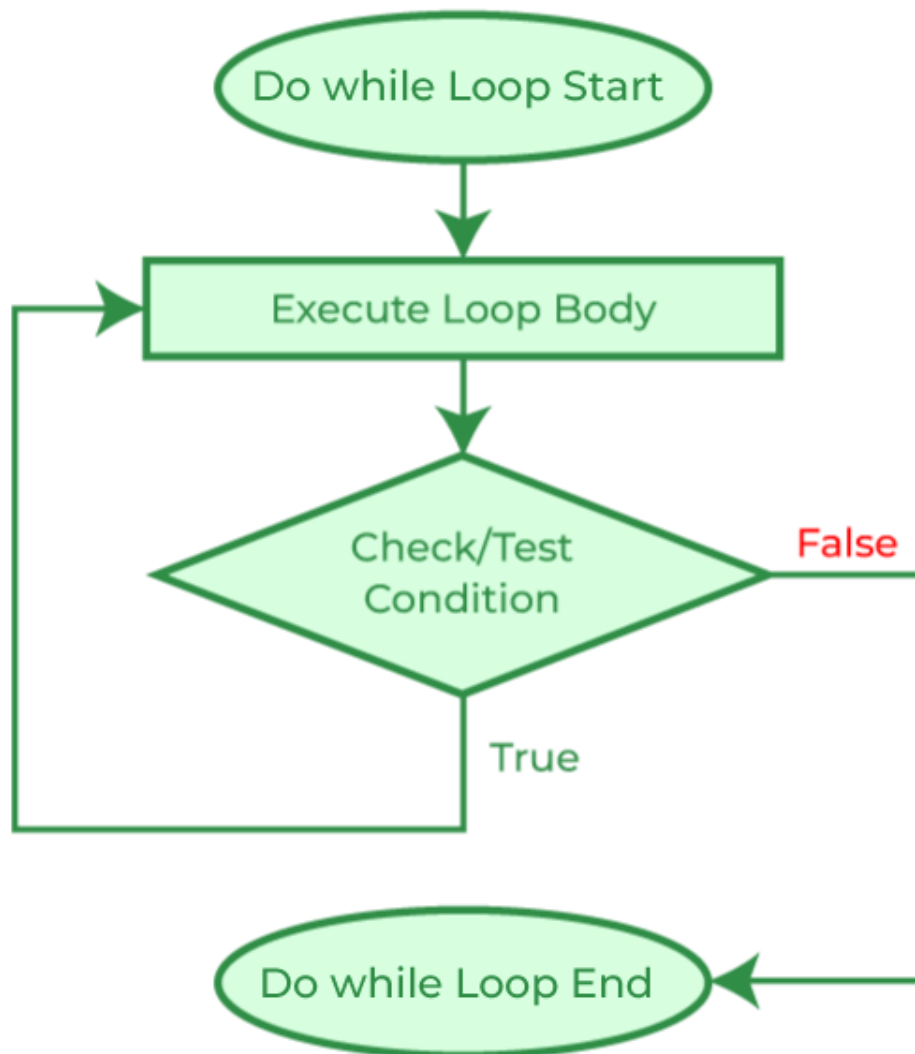 Do while Loop Start
Execute Loop Body
Check/Test
Condition
False
True
Do while Loop End